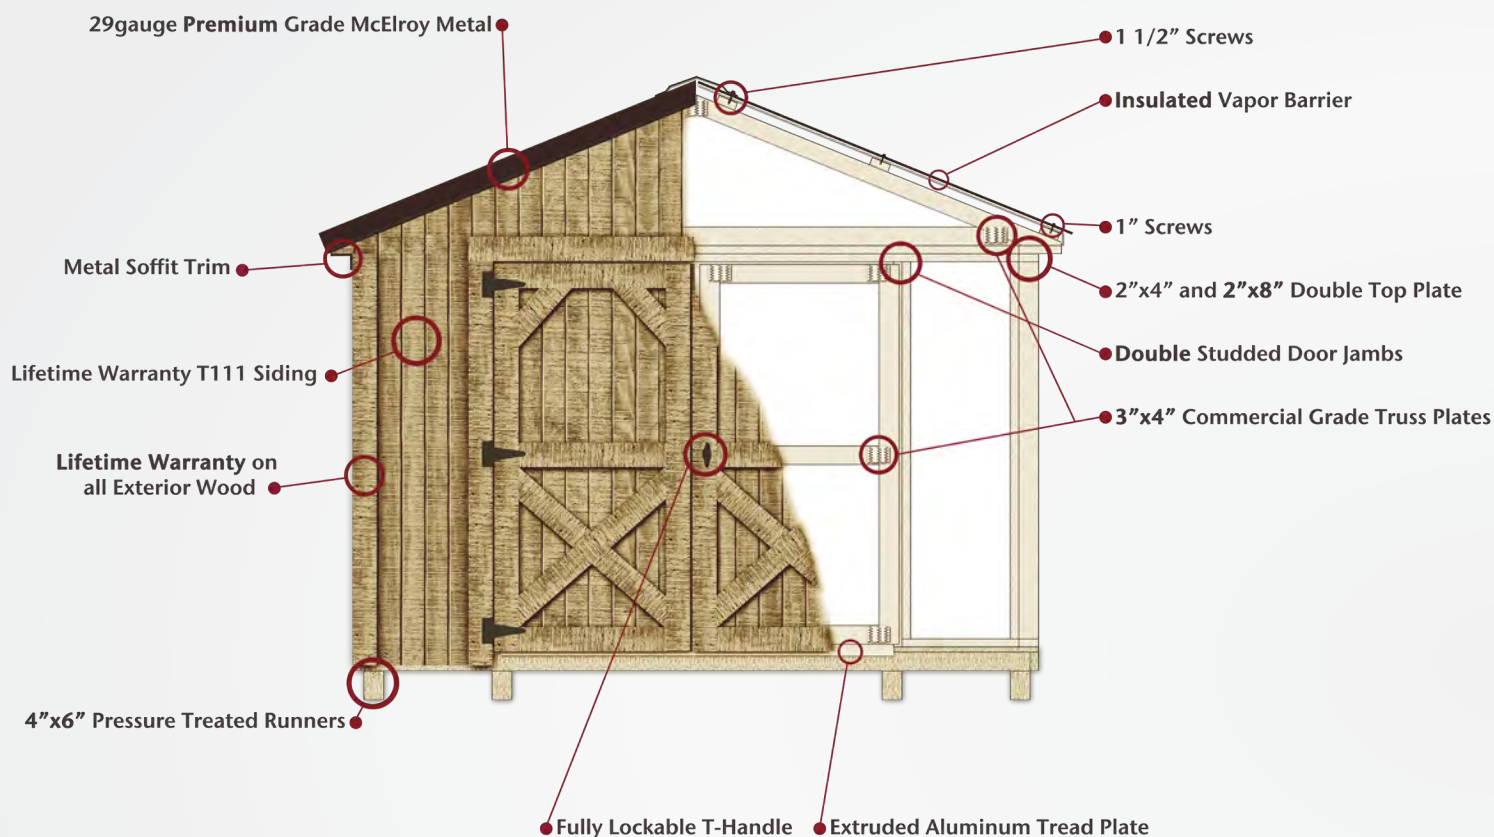 29gauge Premium Grade McElroy Metal
1 1/2” Screws
Insulated Vapor Barrier
1” Screws
Metal Soffit Trim
2”x4” and 2”x8” Double Top Plate
Double Studded Door Jambs
Lifetime Warranty T111 Siding
3”x4” Commercial Grade Truss Plates
Lifetime Warranty on
all Exterior Wood
4”x6” Pressure Treated Runners
Fully Lockable T-Handle
Extruded Aluminum Tread Plate